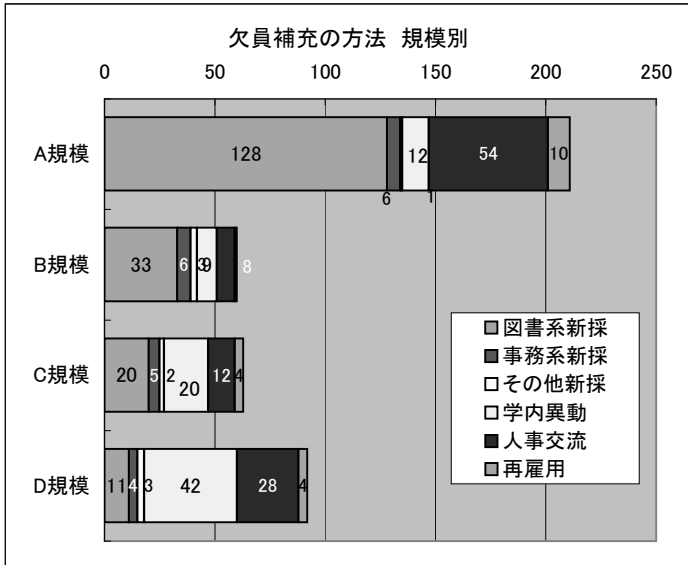 欠員補充の方法 規模別
0 50 100 150 200 250
A規模 128 6 1 12 54 10
B規模 33 6 3 9 8
C規模 20 5 2 20 12 4
D規模 11 4 3 42 28 4
図書系新採
事務系新採
その他新採
学内異動
人事交流
再雇用